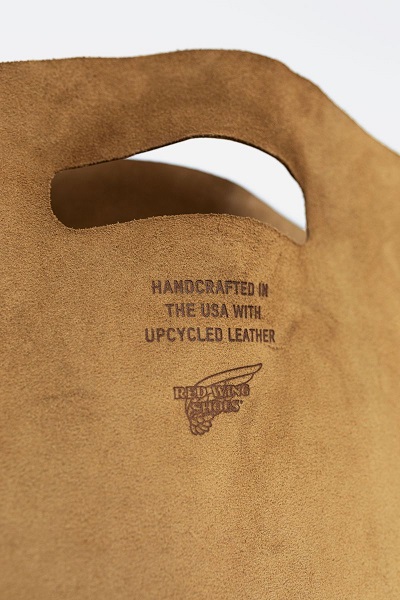 HANDCRAFTED IN
THE USA WITH
UPCYCLED LEATHER
RED WING
SHOES®